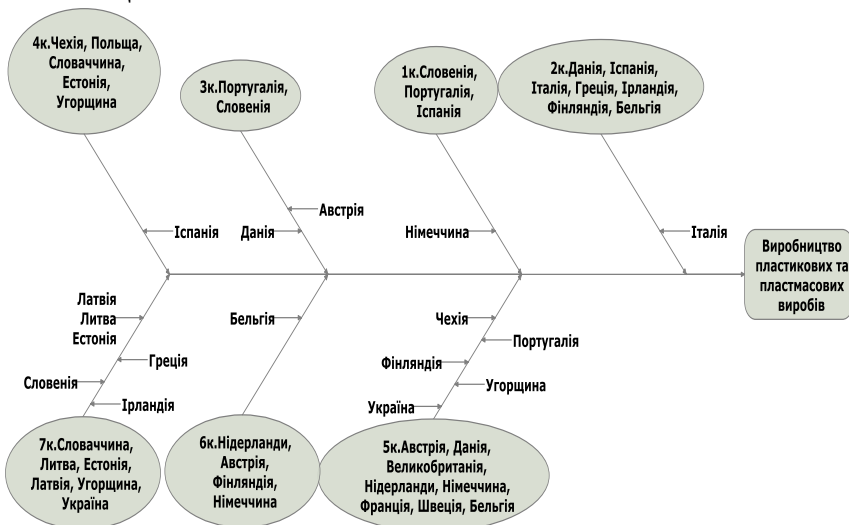 4к.Чехія, Польща,
Словаччина,
Естонія,
Угорщина
3к.Португалія,
Словенія
1к.Словенія,
Португалія,
Іспанія
2к.Данія, Іспанія,
Італія, Греція, Ірландія,
Фінляндія, Бельгія
Іспанія
Австрія
Данія
Німеччина
Італія
Виробництво
пластикових та
пластмасових
виробів
Латвія
Литва
Естонія
Греція
Словенія
Ірландія
Бельгія
Чехія
Португалія
Фінляндія
Угорщина
Україна
7к.Словаччина,
Литва, Естонія,
Латвія, Угорщина,
Україна
6к.Нідерланди,
Австрія,
Фінляндія,
Німеччина
5к.Австрія, Данія,
Великобританія,
Нідерланди, Німеччина,
Франція, Швеція, Бельгія